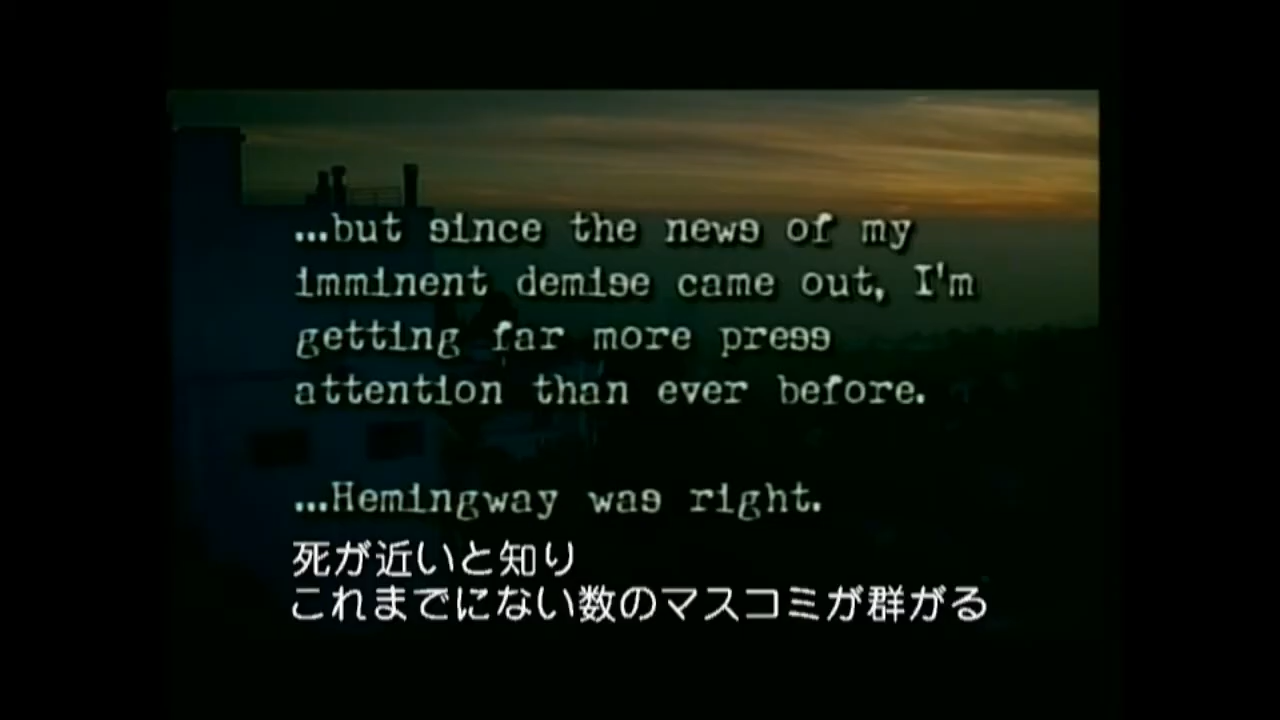 ...but since the news of my
imminent demise came out, I'm
getting far more press
attention than ever before.
...Hemingway was right.
死が近いと知り
これまでにない数のマスコミが群がる